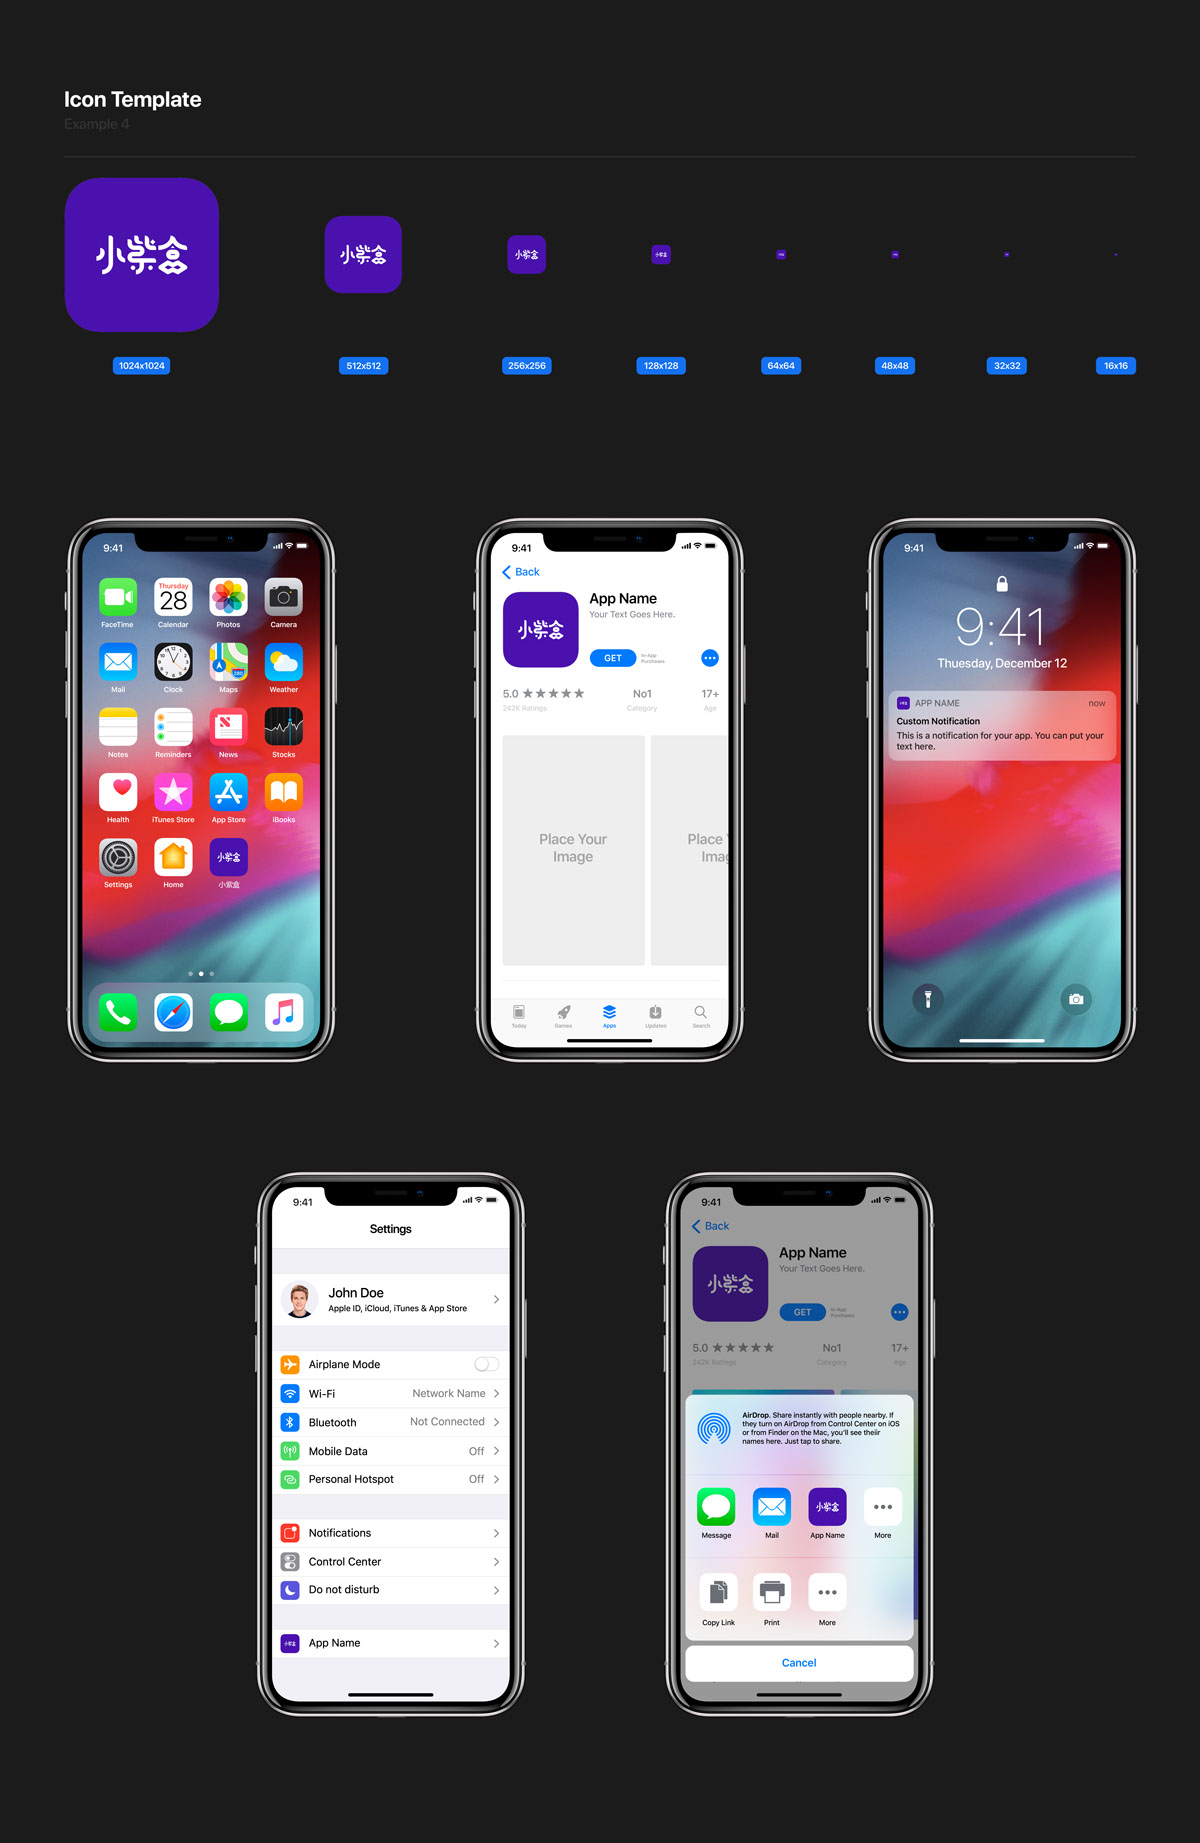 Icon Template
Example 4
小紫盒
小紫盒
小紫盒
小紫盒
1024x1024
512x512
256x256
128x128
64x64
48x48
32x32
16x16
9:41
FaceTime
Thursday
28
Calendar
Photos
Camera
Mail
Clock
280
Maps
Weather
Notes
Reminders
News
Stocks
Health
iTunes Store
App Store
iBooks
Settings
Home
小紫盒
小紫盒
9:41
Back
小紫盒
App Name
Your Text Goes Here.
GET
In-App
Purchases
5.0 ★★★★★
No1
17+
242K Ratings
Category
Age
Place Your
Image
Place Y
Imag
Today
Games
Apps
Updates
Search
9:41
9:41
Thuesday, December 12
小紫盒
APP NAME
now
Custom Notification
This is a notification for your app. You can put your
text here.
9:41
Settings
John Doe
Apple ID, iCloud, iTunes & App Store
Airplane Mode
Wi-Fi
Network Name
Bluetooth
Not Connected
Mobile Data
Off
Personal Hotspot
Off
Notifications
Control Center
Do not disturb
小紫盒
App Name
9:41
Back
小紫盒
App Name
Your Text Goes Here.
GET
In-App
Purchases
5.0 ★★★★★
No1
17+
242K Ratings
Category
Age
AirDrop. Share instantly with people nearby. If
they turn on AirDrop from Control Center on iOS
or from Finder on the Mac, you'll see theiir
names here. Just tap to share.
小紫盒
Message
Mail
App Name
More
Copy Link
Print
More
Cancel